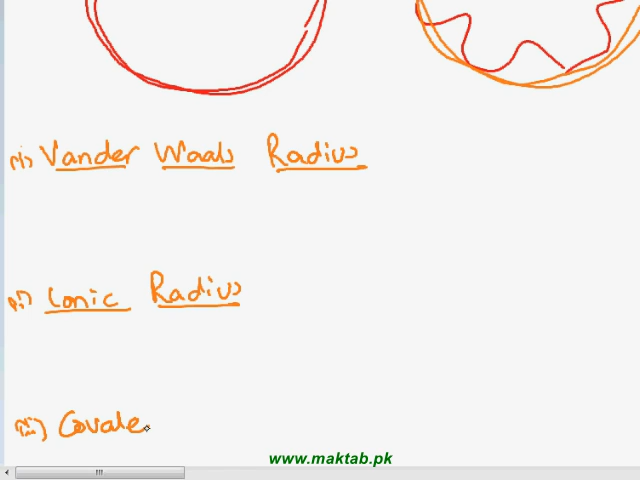 (i) Vander Waals Radius
(ii) Ionic Radius
(iii) Covale
www.maktab.pk